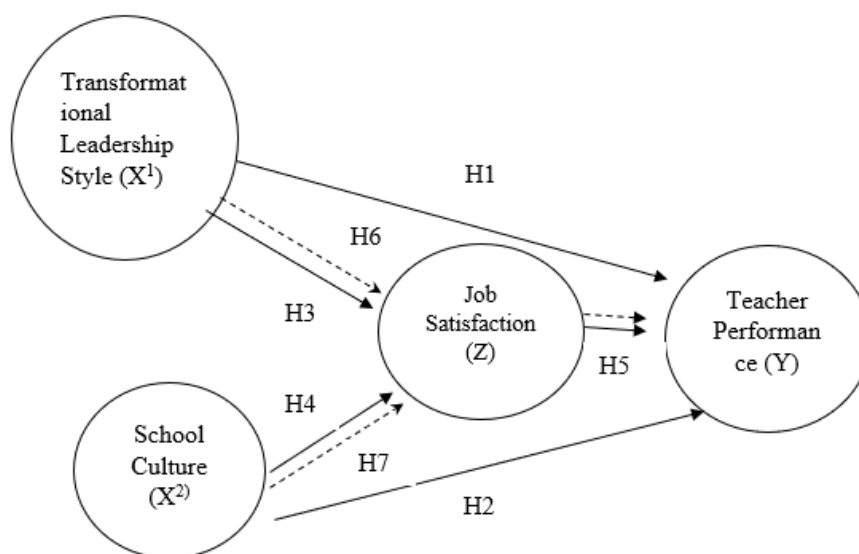 Transformat
ional
Leadership
Style (X¹)
H1
H6
H3
Job
Satisfaction
(Z)
Teacher
Performan
ce (Y)
H5
H4
School
Culture
(X²⁾
H7
H2